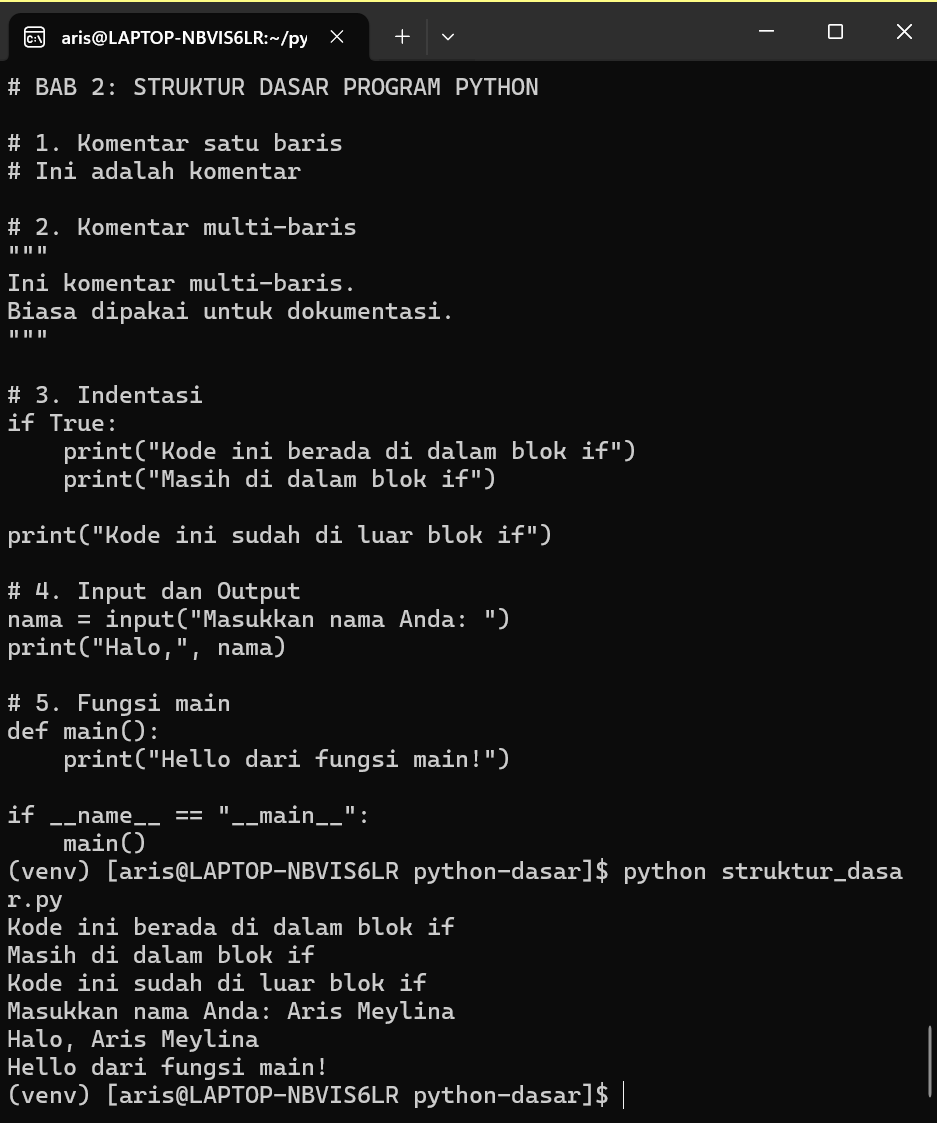 aris@LAPTOP-NBVIS6LR:~/py
# BAB 2: STRUKTUR DASAR PROGRAM PYTHON

# 1. Komentar satu baris
# Ini adalah komentar

# 2. Komentar multi-baris
"""
Ini komentar multi-baris.
Biasa dipakai untuk dokumentasi.
"""

# 3. Indentasi
if True:
    print("Kode ini berada di dalam blok if")
    print("Masih di dalam blok if")

print("Kode ini sudah di luar blok if")

# 4. Input dan Output
nama = input("Masukkan nama Anda: ")
print("Halo,", nama)

# 5. Fungsi main
def main():
    print("Hello dari fungsi main!")

if __name__ == "__main__":
    main()
(venv) [aris@LAPTOP-NBVIS6LR python-dasar]$ python struktur_dasa
r.py
Kode ini berada di dalam blok if
Masih di dalam blok if
Kode ini sudah di luar blok if
Masukkan nama Anda: Aris Meylina
Halo, Aris Meylina
Hello dari fungsi main!
(venv) [aris@LAPTOP-NBVIS6LR python-dasar]$